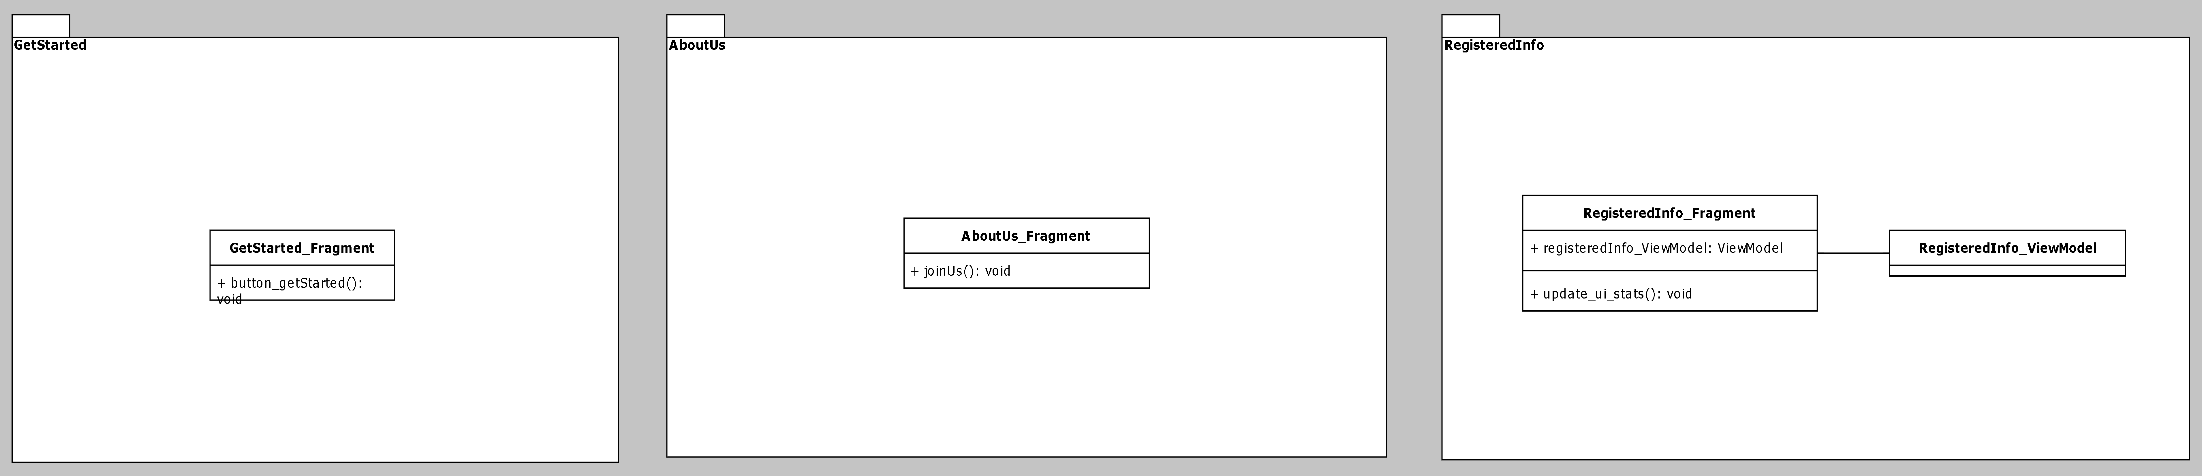 GetStarted
GetStarted_Fragment
+ button_getStarted():
void
AboutUs
AboutUs_Fragment
+ joinUs(): void
RegisteredInfo
RegisteredInfo_Fragment
+ registeredInfo_ViewModel: ViewModel
+ update_ui_stats(): void
RegisteredInfo_ViewModel